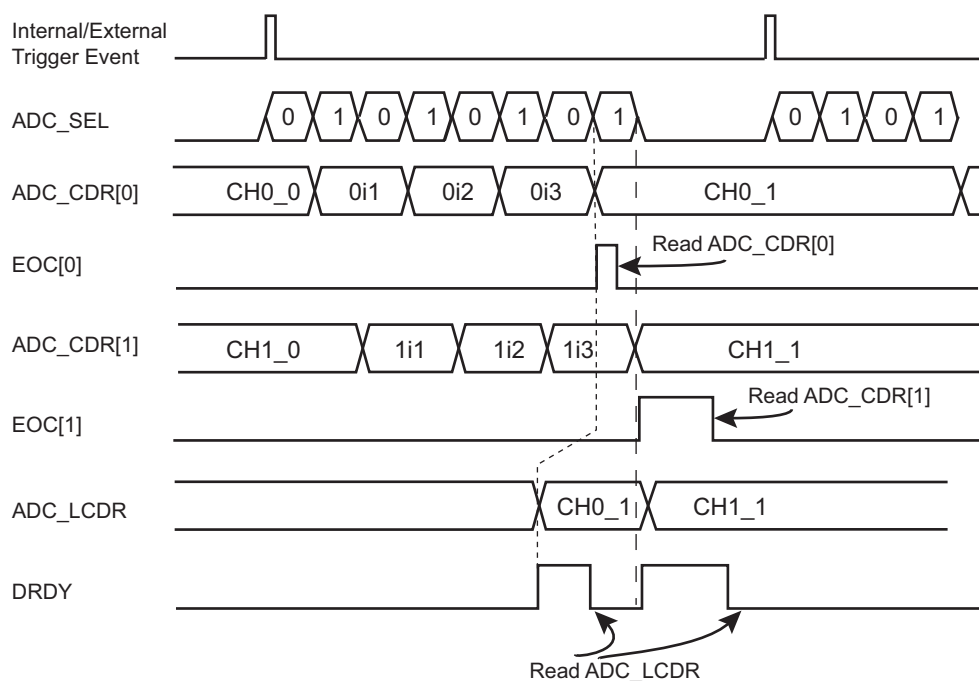 Internal/External
Trigger Event
ADC_SEL 0 1 0 1 0 1 0 1 0 1 0 1
ADC_CDR[0] CH0_0 0i1 0i2 0i3 CH0_1
Read ADC_CDR[0]
EOC[0]
ADC_CDR[1] CH1_0 1i1 1i2 1i3 CH1_1
Read ADC_CDR[1]
EOC[1]
ADC_LCDR CH0_1 CH1_1
DRDY
Read ADC_LCDR